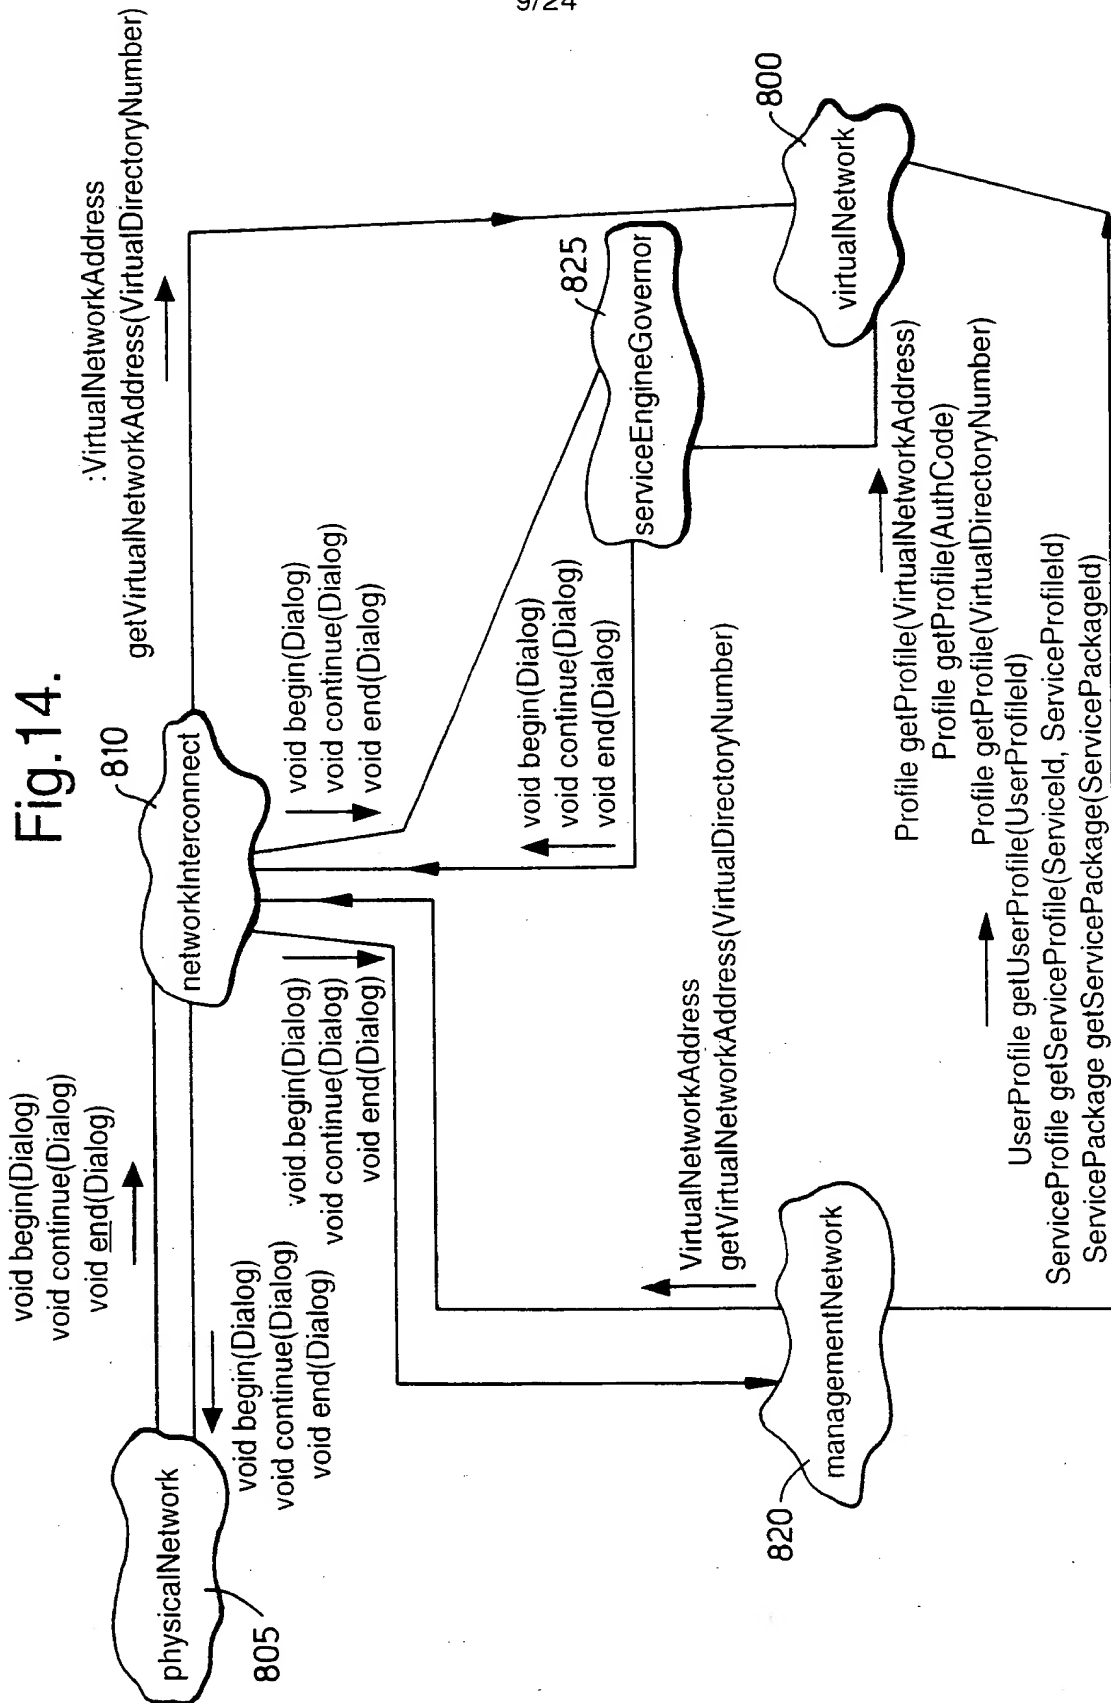 9/24
Fig.14.
void begin(Dialog)
void continue(Dialog)
void end(Dialog)
physicalNetwork
805
void begin(Dialog)
void continue(Dialog)
void end(Dialog)
networkInterconnect
810
:VirtualNetworkAddress
getVirtualNetworkAddress(VirtualDirectoryNumber)
void begin(Dialog)
void continue(Dialog)
void end(Dialog)
void.begin(Dialog)
void continue(Dialog)
void end(Dialog)
void begin(Dialog)
void continue(Dialog)
void end(Dialog)
serviceEngineGovernor
825
VirtualNetworkAddress
getVirtualNetworkAddress(VirtualDirectoryNumber)
managementNetwork
820
virtualNetwork
800
Profile getProfile(VirtualNetworkAddress)
Profile getProfile(AuthCode)
Profile getProfile(VirtualDirectoryNumber)
UserProfile getUserProfile(UserProfileId)
ServiceProfile getServiceProfile(ServiceId, ServiceProfileId)
ServicePackage getServicePackage(ServicePackageId)